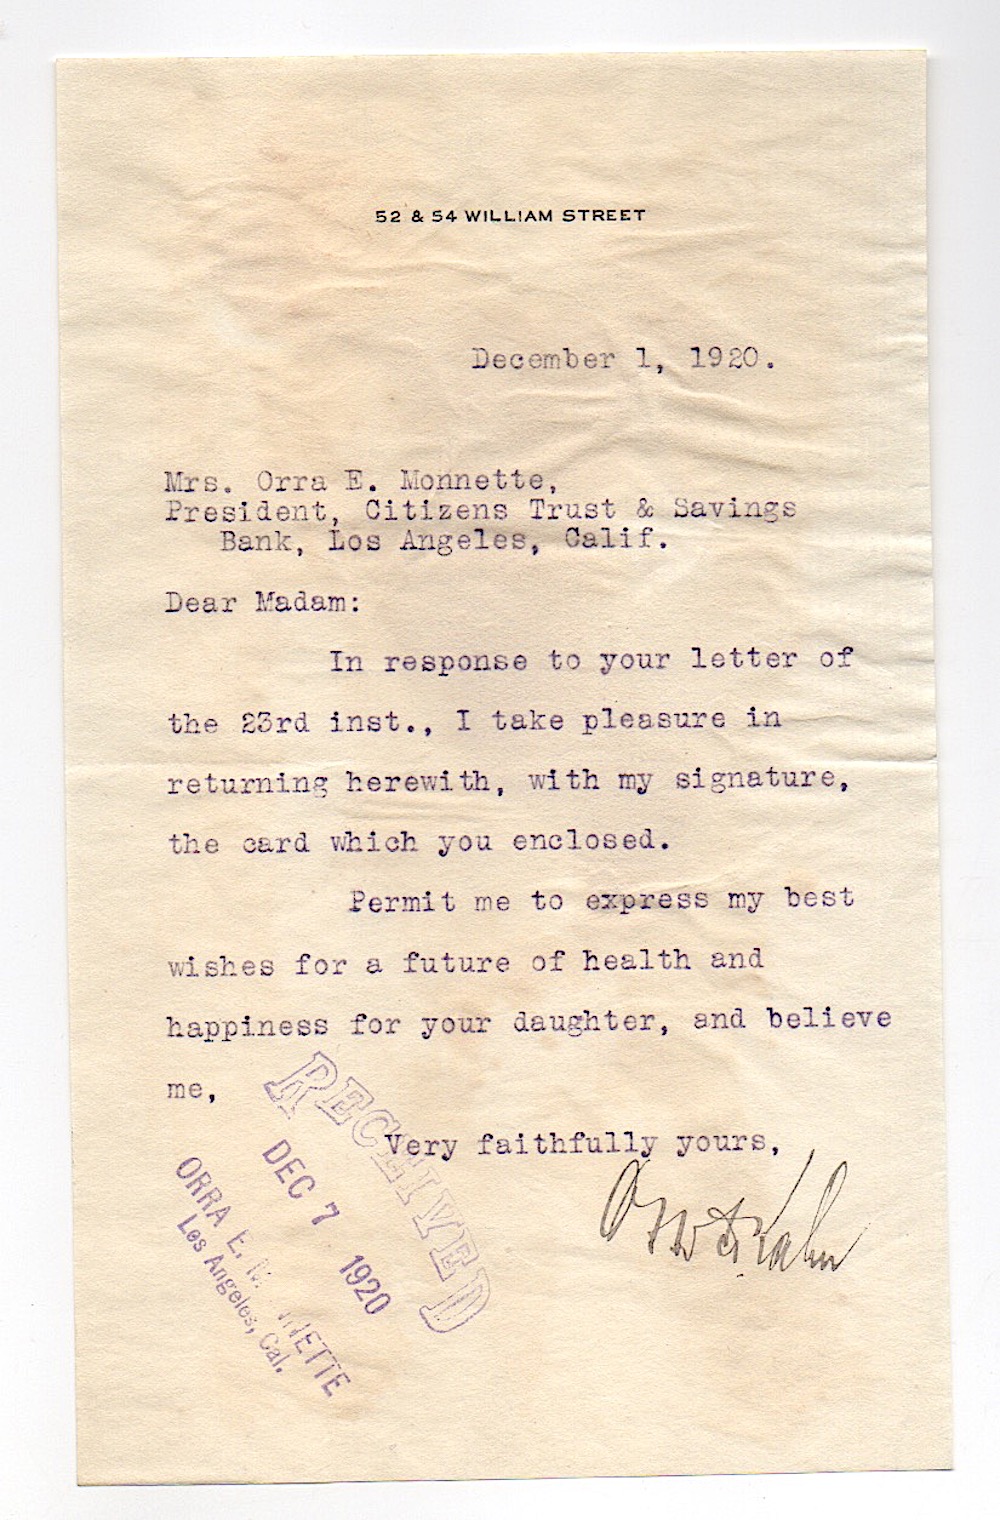 52 & 54 WILLIAM STREET
December 1, 1920.
Mrs. Orra E. Monnette,
President, Citizens Trust & Savings
Bank, Los Angeles, Calif.
Dear Madam:
In response to your letter of
the 23rd inst., I take pleasure in
returning herewith, with my signature,
the card which you enclosed.
Permit me to express my best
wishes for a future of health and
happiness for your daughter, and believe
me,
Very faithfully yours,
Otto H. Kahn
RECEIVED
DEC 7 1920
ORRA E. M NNETTE
Los Angeles, Cal.